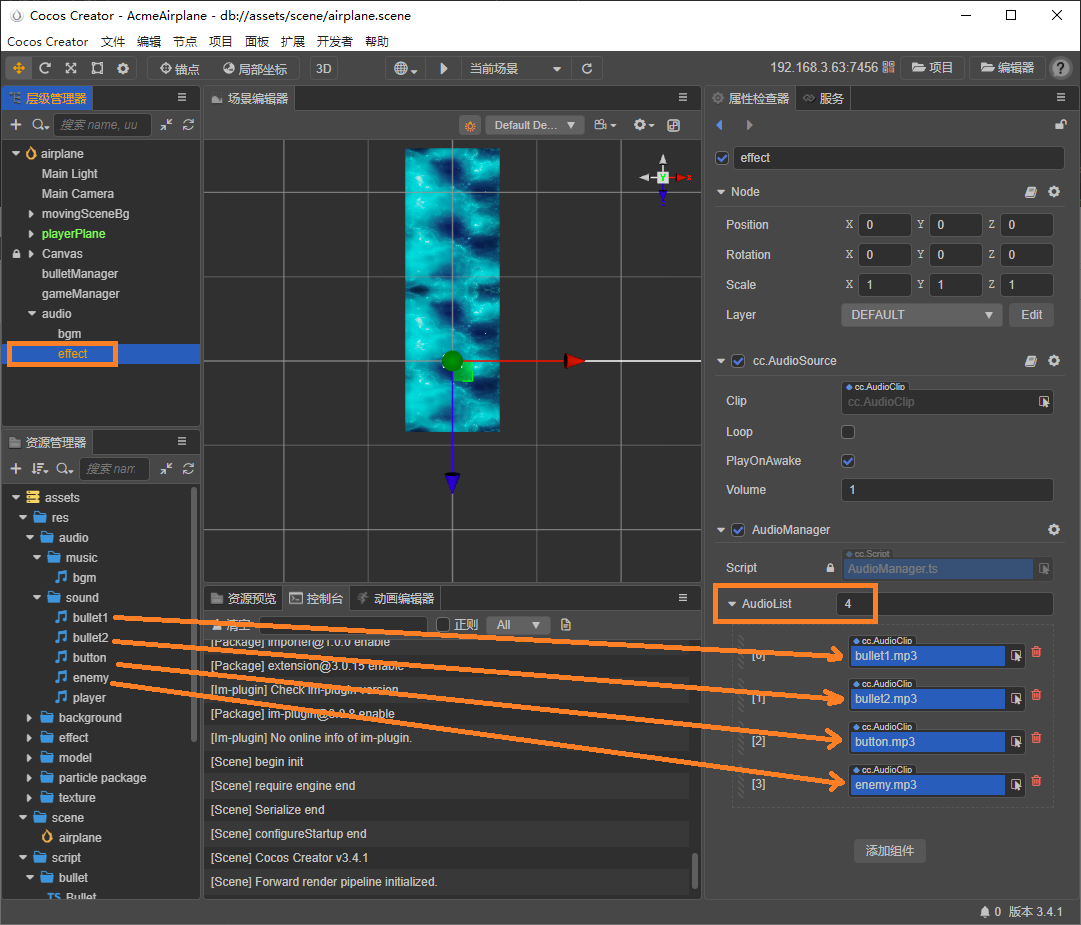 Cocos Creator - AcmeAirplane - db://assets/scene/airplane.scene
Cocos Creator 文件 编辑 节点 项目 面板 扩展 开发者 帮助
锚点 局部坐标 3D 当前场景 192.168.3.63:7456 项目 编辑器 ?
层级管理器
搜索 name, uu
airplane
Main Light
Main Camera
movingSceneBg
playerPlane
Canvas
bulletManager
gameManager
audio
bgm
effect
资源管理器
搜索 nam
assets
res
audio
music
bgm
sound
bullet1
bullet2
button
enemy
player
background
effect
model
particle package
texture
scene
airplane
script
bullet
TS Bullet
场景编辑器
Default De...
Y
x
资源预览 控制台 动画编辑器
清空 正则 All
[Package] importer@1.0.0 enable
[Package] extension@3.0.15 enable
[Im-plugin] Check im-plugin version
[Package] im-plugin@3.0.8 enable
[Im-plugin] No online info of im-plugin.
[Scene] begin init
[Scene] require engine end
[Scene] Serialize end
[Scene] configureStartup end
[Scene] Cocos Creator v3.4.1
[Scene] Forward render pipeline initialized.
属性检查器 服务
effect
Node
Position X 0 Y 0 Z 0
Rotation X 0 Y 0 Z 0
Scale X 1 Y 1 Z 1
Layer DEFAULT Edit
cc.AudioSource
cc.AudioClip
Clip cc.AudioClip
Loop
PlayOnAwake
Volume 1
AudioManager
cc.Script
Script AudioManager.ts
AudioList 4
cc.AudioClip
[0] bullet1.mp3
cc.AudioClip
[1] bullet2.mp3
cc.AudioClip
[2] button.mp3
cc.AudioClip
[3] enemy.mp3
添加组件
0 版本 3.4.1